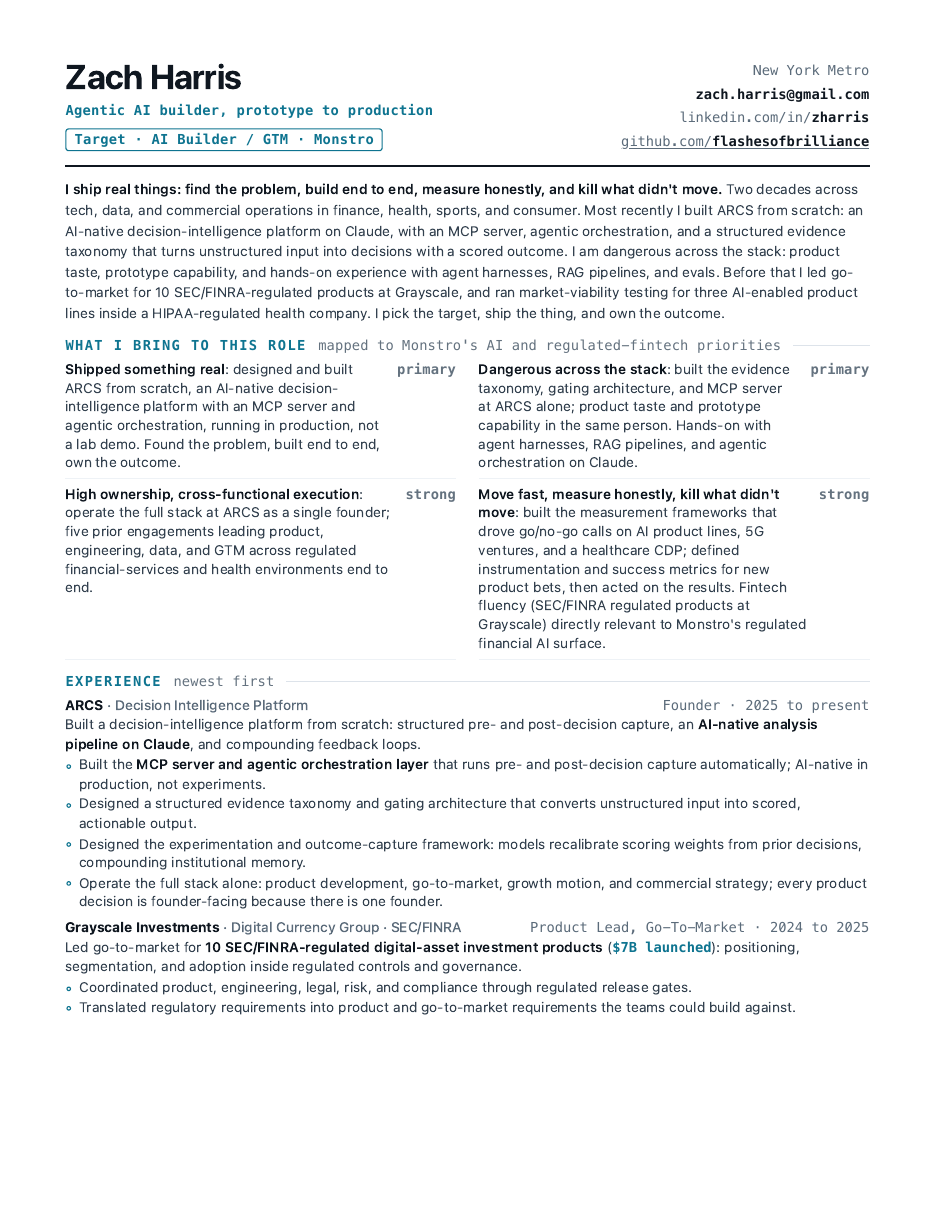 Zach Harris
Agentic AI builder, prototype to production
Target · AI Builder / GTM · Monstro
New York Metro
zach.harris@gmail.com
linkedin.com/in/zharris
github.com/flashesofbrilliance
I ship real things: find the problem, build end to end, measure honestly, and kill what didn't move. Two decades across
tech, data, and commercial operations in finance, health, sports, and consumer. Most recently I built ARCS from scratch: an
AI-native decision-intelligence platform on Claude, with an MCP server, agentic orchestration, and a structured evidence
taxonomy that turns unstructured input into decisions with a scored outcome. I am dangerous across the stack: product
taste, prototype capability, and hands-on experience with agent harnesses, RAG pipelines, and evals. Before that I led go-
to-market for 10 SEC/FINRA-regulated products at Grayscale, and ran market-viability testing for three AI-enabled product
lines inside a HIPAA-regulated health company. I pick the target, ship the thing, and own the outcome.
WHAT I BRING TO THIS ROLE mapped to Monstro's AI and regulated-fintech priorities
Shipped something real: designed and built primary
ARCS from scratch, an AI-native decision-
intelligence platform with an MCP server and
agentic orchestration, running in production, not
a lab demo. Found the problem, built end to end,
own the outcome.
Dangerous across the stack: built the evidence primary
taxonomy, gating architecture, and MCP server
at ARCS alone; product taste and prototype
capability in the same person. Hands-on with
agent harnesses, RAG pipelines, and agentic
orchestration on Claude.
High ownership, cross-functional execution: strong
operate the full stack at ARCS as a single founder;
five prior engagements leading product,
engineering, data, and GTM across regulated
financial-services and health environments end to
end.
Move fast, measure honestly, kill what didn't strong
move: built the measurement frameworks that
drove go/no-go calls on AI product lines, 5G
ventures, and a healthcare CDP; defined
instrumentation and success metrics for new
product bets, then acted on the results. Fintech
fluency (SEC/FINRA regulated products at
Grayscale) directly relevant to Monstro's regulated
financial AI surface.
EXPERIENCE newest first
ARCS · Decision Intelligence Platform Founder · 2025 to present
Built a decision-intelligence platform from scratch: structured pre- and post-decision capture, an AI-native analysis
pipeline on Claude, and compounding feedback loops.
Built the MCP server and agentic orchestration layer that runs pre- and post-decision capture automatically; AI-native in
production, not experiments.
Designed a structured evidence taxonomy and gating architecture that converts unstructured input into scored,
actionable output.
Designed the experimentation and outcome-capture framework: models recalibrate scoring weights from prior decisions,
compounding institutional memory.
Operate the full stack alone: product development, go-to-market, growth motion, and commercial strategy; every product
decision is founder-facing because there is one founder.
Grayscale Investments · Digital Currency Group · SEC/FINRA Product Lead, Go-To-Market · 2024 to 2025
Led go-to-market for 10 SEC/FINRA-regulated digital-asset investment products ($7B launched): positioning,
segmentation, and adoption inside regulated controls and governance.
Coordinated product, engineering, legal, risk, and compliance through regulated release gates.
Translated regulatory requirements into product and go-to-market requirements the teams could build against.